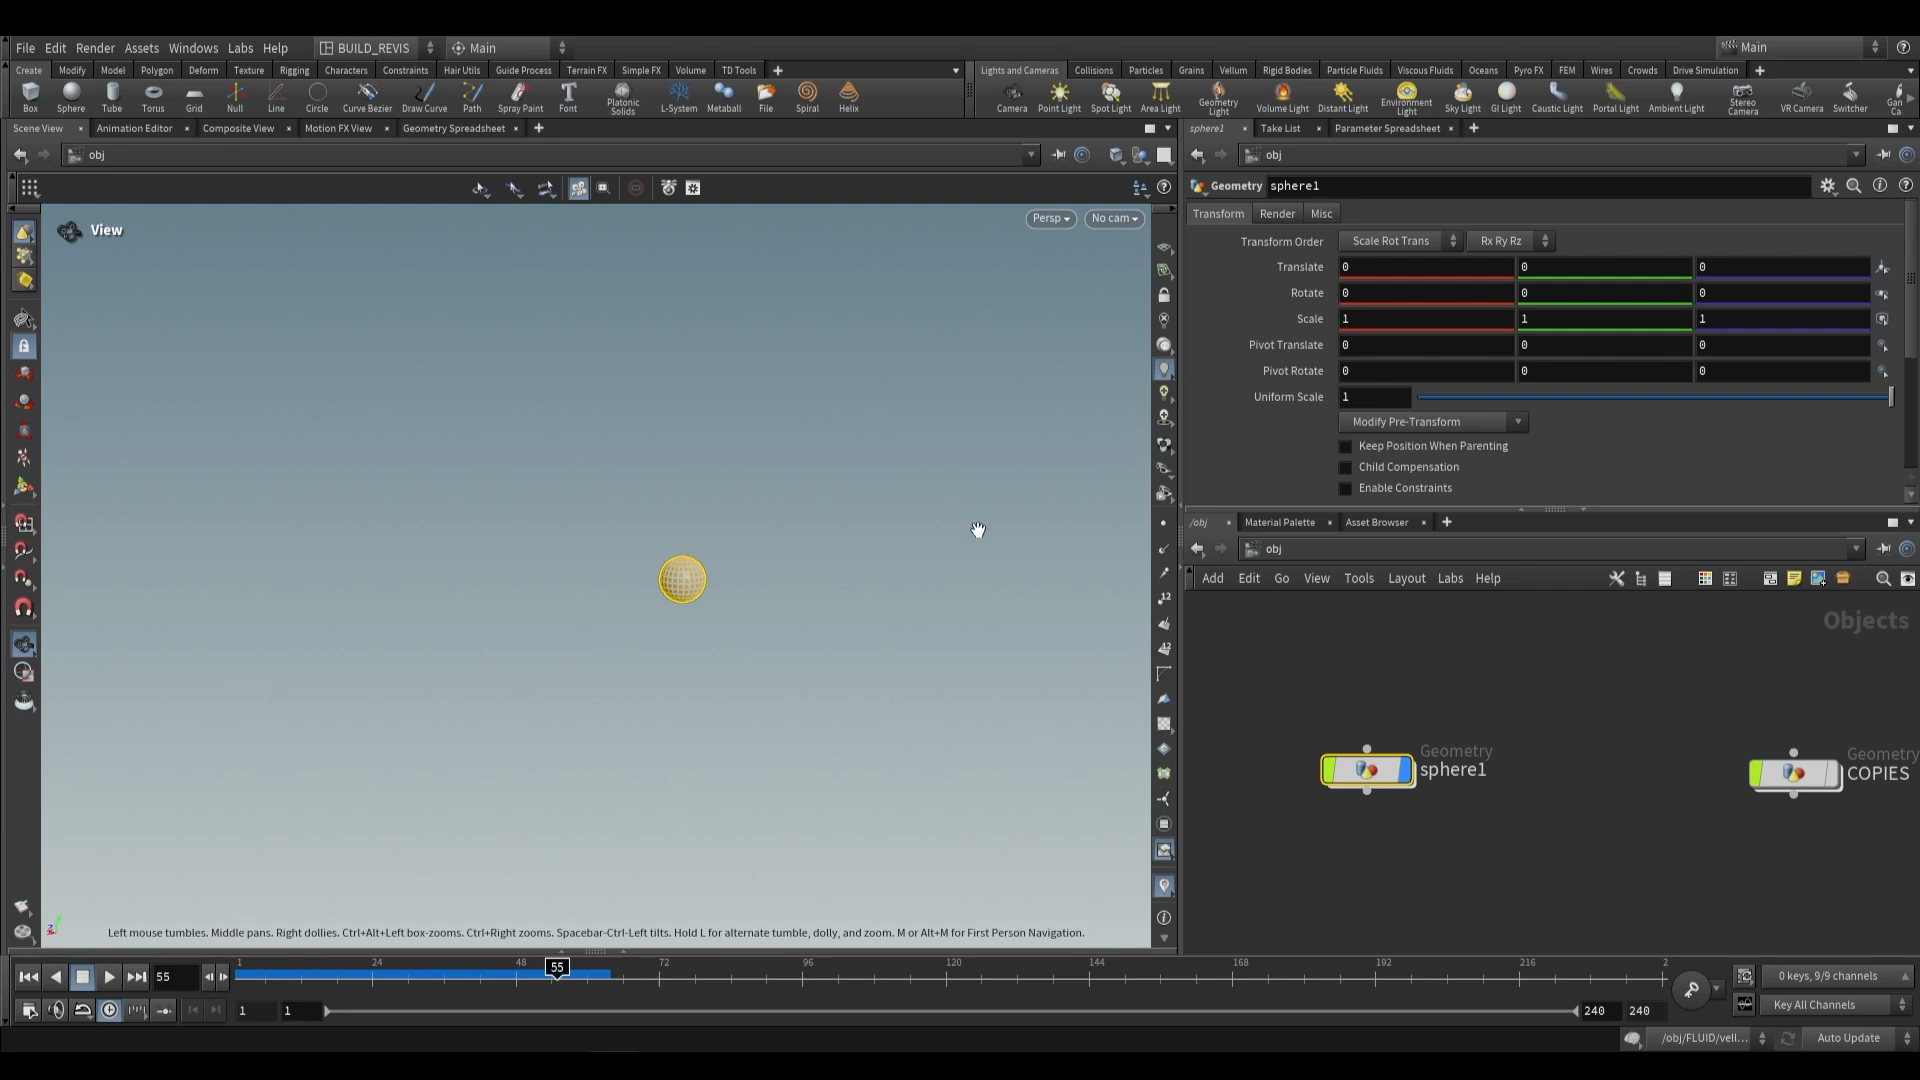 File Edit Render Assets Windows Labs Help BUILD_REVIS Main Main
Create Modify Model Polygon Deform Texture Rigging Characters Constraints Hair Utils Guide Process Terrain FX Simple FX Volume TD Tools Lights and Cameras Collisions Particles Grains Vellum Rigid Bodies Particle Fluids Viscous Fluids Oceans Pyro FX FEM Wires Crowds Drive Simulation
Box Sphere Tube Torus Grid Null Line Circle Curve Bezier Draw Curve Path Spray Paint Font Platonic Solids L-System Metaball File Spiral Helix Camera Point Light Spot Light Area Light Geometry Light Volume Light Distant Light Environment Light Sky Light GI Light Caustic Light Portal Light Ambient Light Stereo Camera VR Camera Switcher Gan Ca
Scene View Animation Editor Composite View Motion FX View Geometry Spreadsheet sphere1 Take List Parameter Spreadsheet
obj obj
Geometry sphere1
View Persp No cam
Transform Render Misc
Transform Order Scale Rot Trans Rx Ry Rz
Translate 0 0 0
Rotate 0 0 0
Scale 1 1 1
Pivot Translate 0 0 0
Pivot Rotate 0 0 0
Uniform Scale 1
Modify Pre-Transform
Keep Position When Parenting
Child Compensation
Enable Constraints
/obj Material Palette Asset Browser
obj
Add Edit Go View Tools Layout Labs Help
Objects
Geometry
sphere1
Geometry
COPIES
12
12
Left mouse tumbles. Middle pans. Right dollies. Ctrl+Alt+Left box-zooms. Ctrl+Right zooms. Spacebar-Ctrl-Left tilts. Hold L for alternate tumble, dolly, and zoom. M or Alt+M for First Person Navigation.
55 1 24 48 55 72 96 120 144 168 192 216 2 0 keys, 9/9 channels
1 1 240 240 Key All Channels
/obj/FLUID/vell... Auto Update